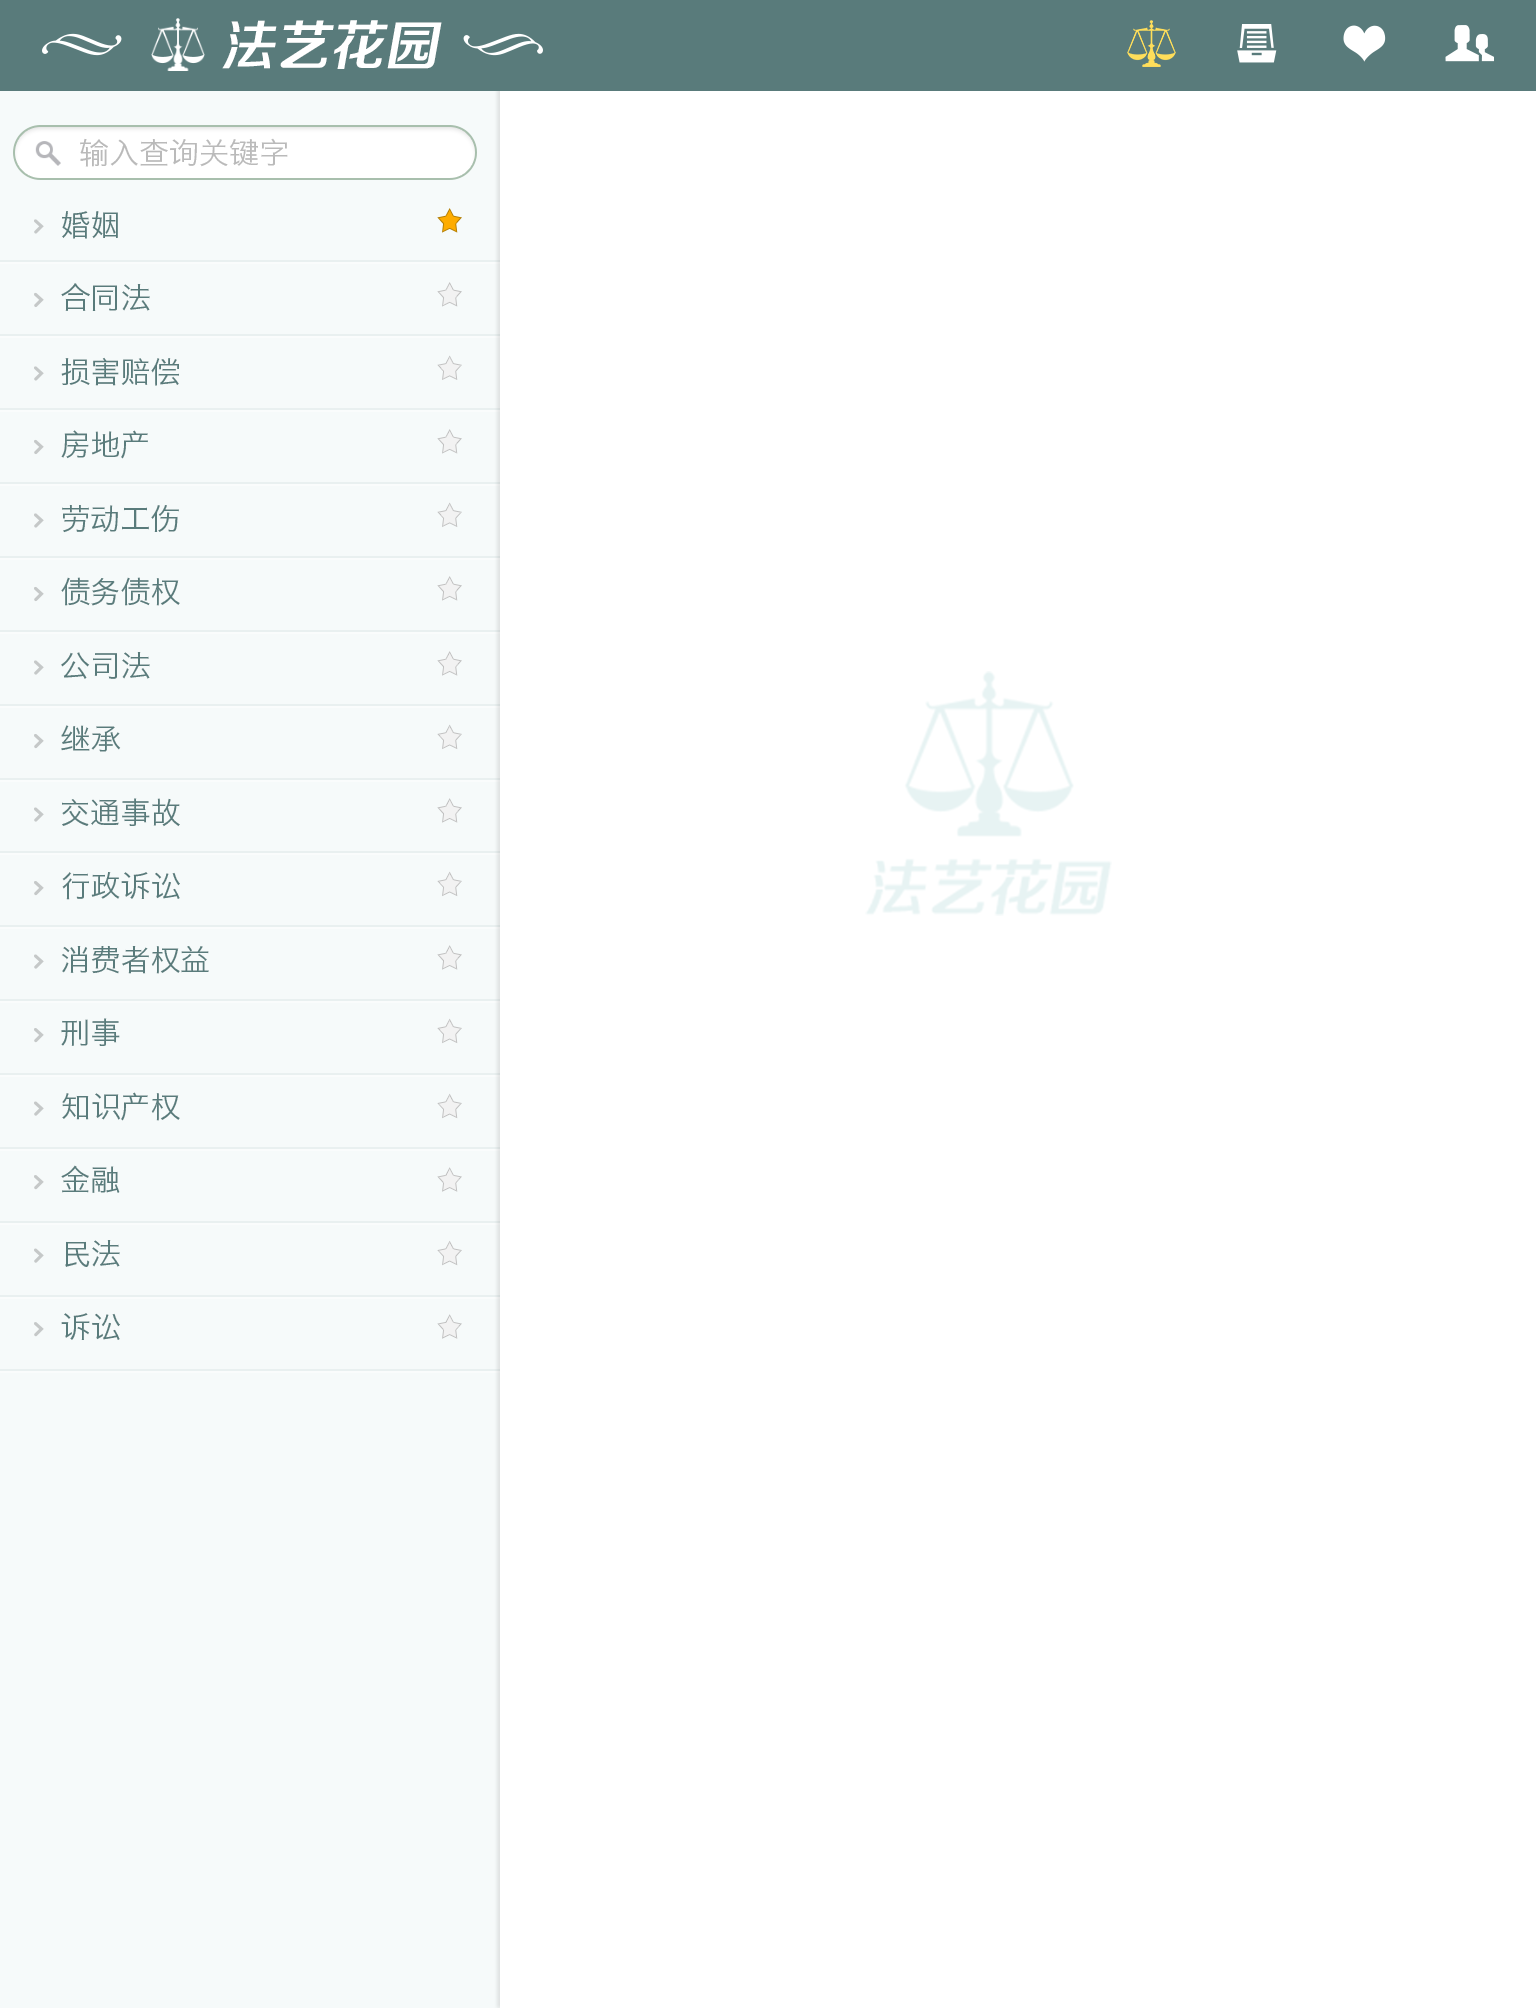 法艺花园
输入查询关键字
婚姻
合同法
损害赔偿
房地产
劳动工伤
债务债权
公司法
继承
交通事故
行政诉讼
消费者权益
刑事
知识产权
金融
民法
诉讼
法艺花园